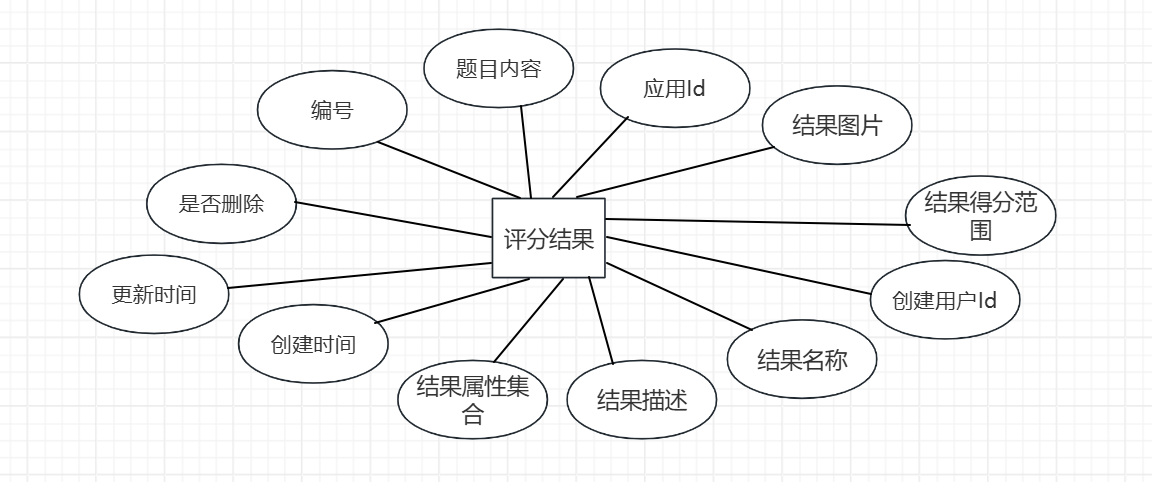 题目内容
应用Id
编号
结果图片
是否删除
结果得分范
围
评分结果
更新时间
创建用户Id
创建时间
结果名称
结果属性集
合
结果描述